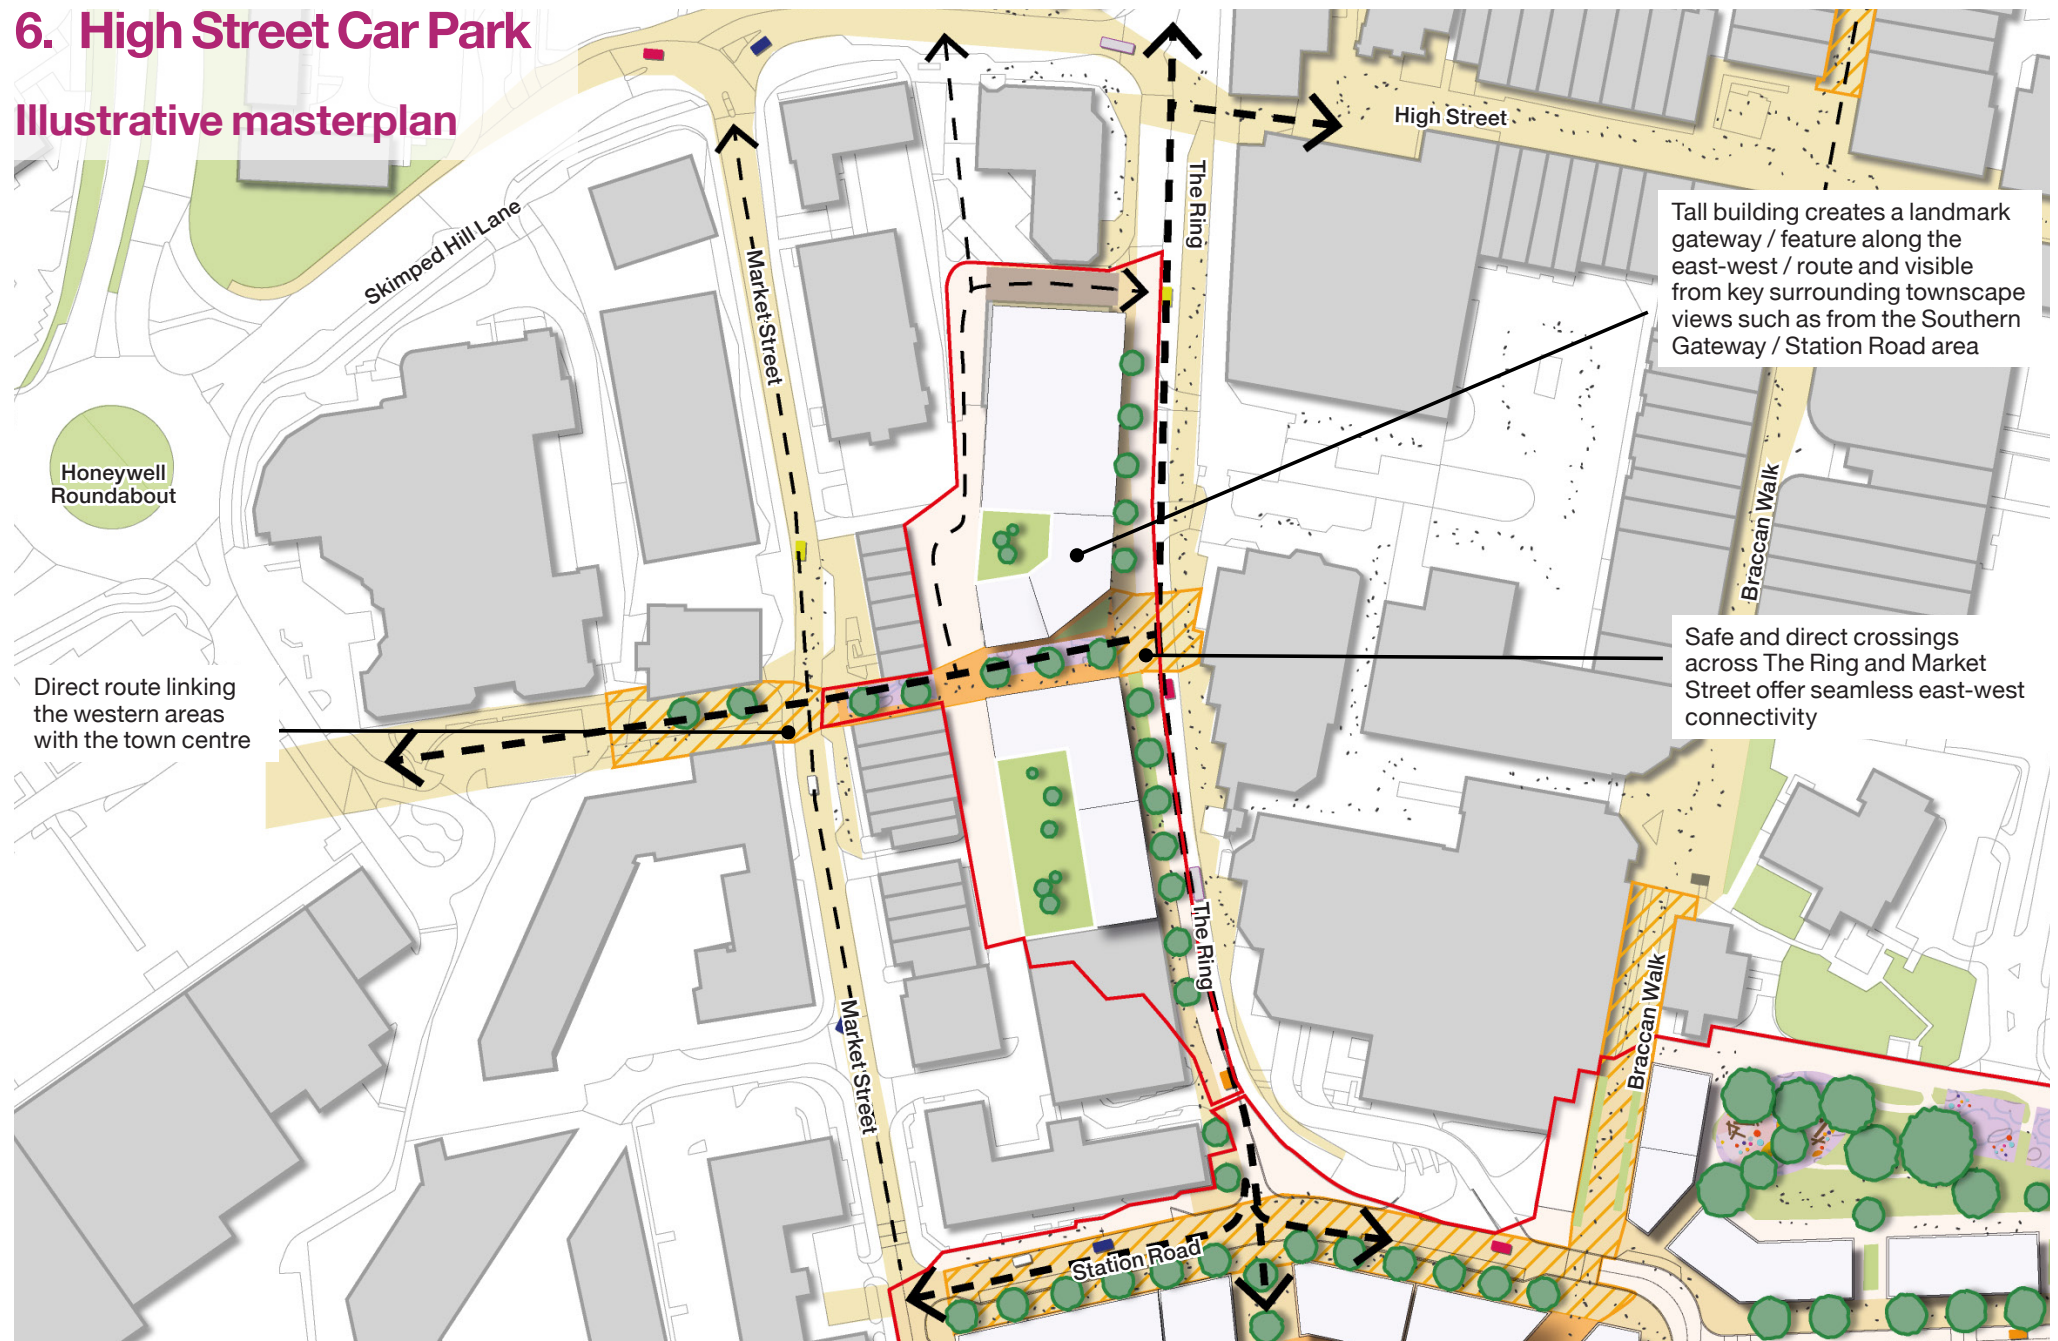 6. High Street Car Park
Illustrative masterplan
High Street
The Ring
Skimped Hill Lane
Market Street
Tall building creates a landmark
gateway / feature along the
east-west / route and visible
from key surrounding townscape
views such as from the Southern
Gateway / Station Road area
Honeywell
Roundabout
Braccan Walk
Safe and direct crossings
across The Ring and Market
Street offer seamless east-west
connectivity
Direct route linking
the western areas
with the town centre
The Ring
Braccan Walk
Market Street
Station Road